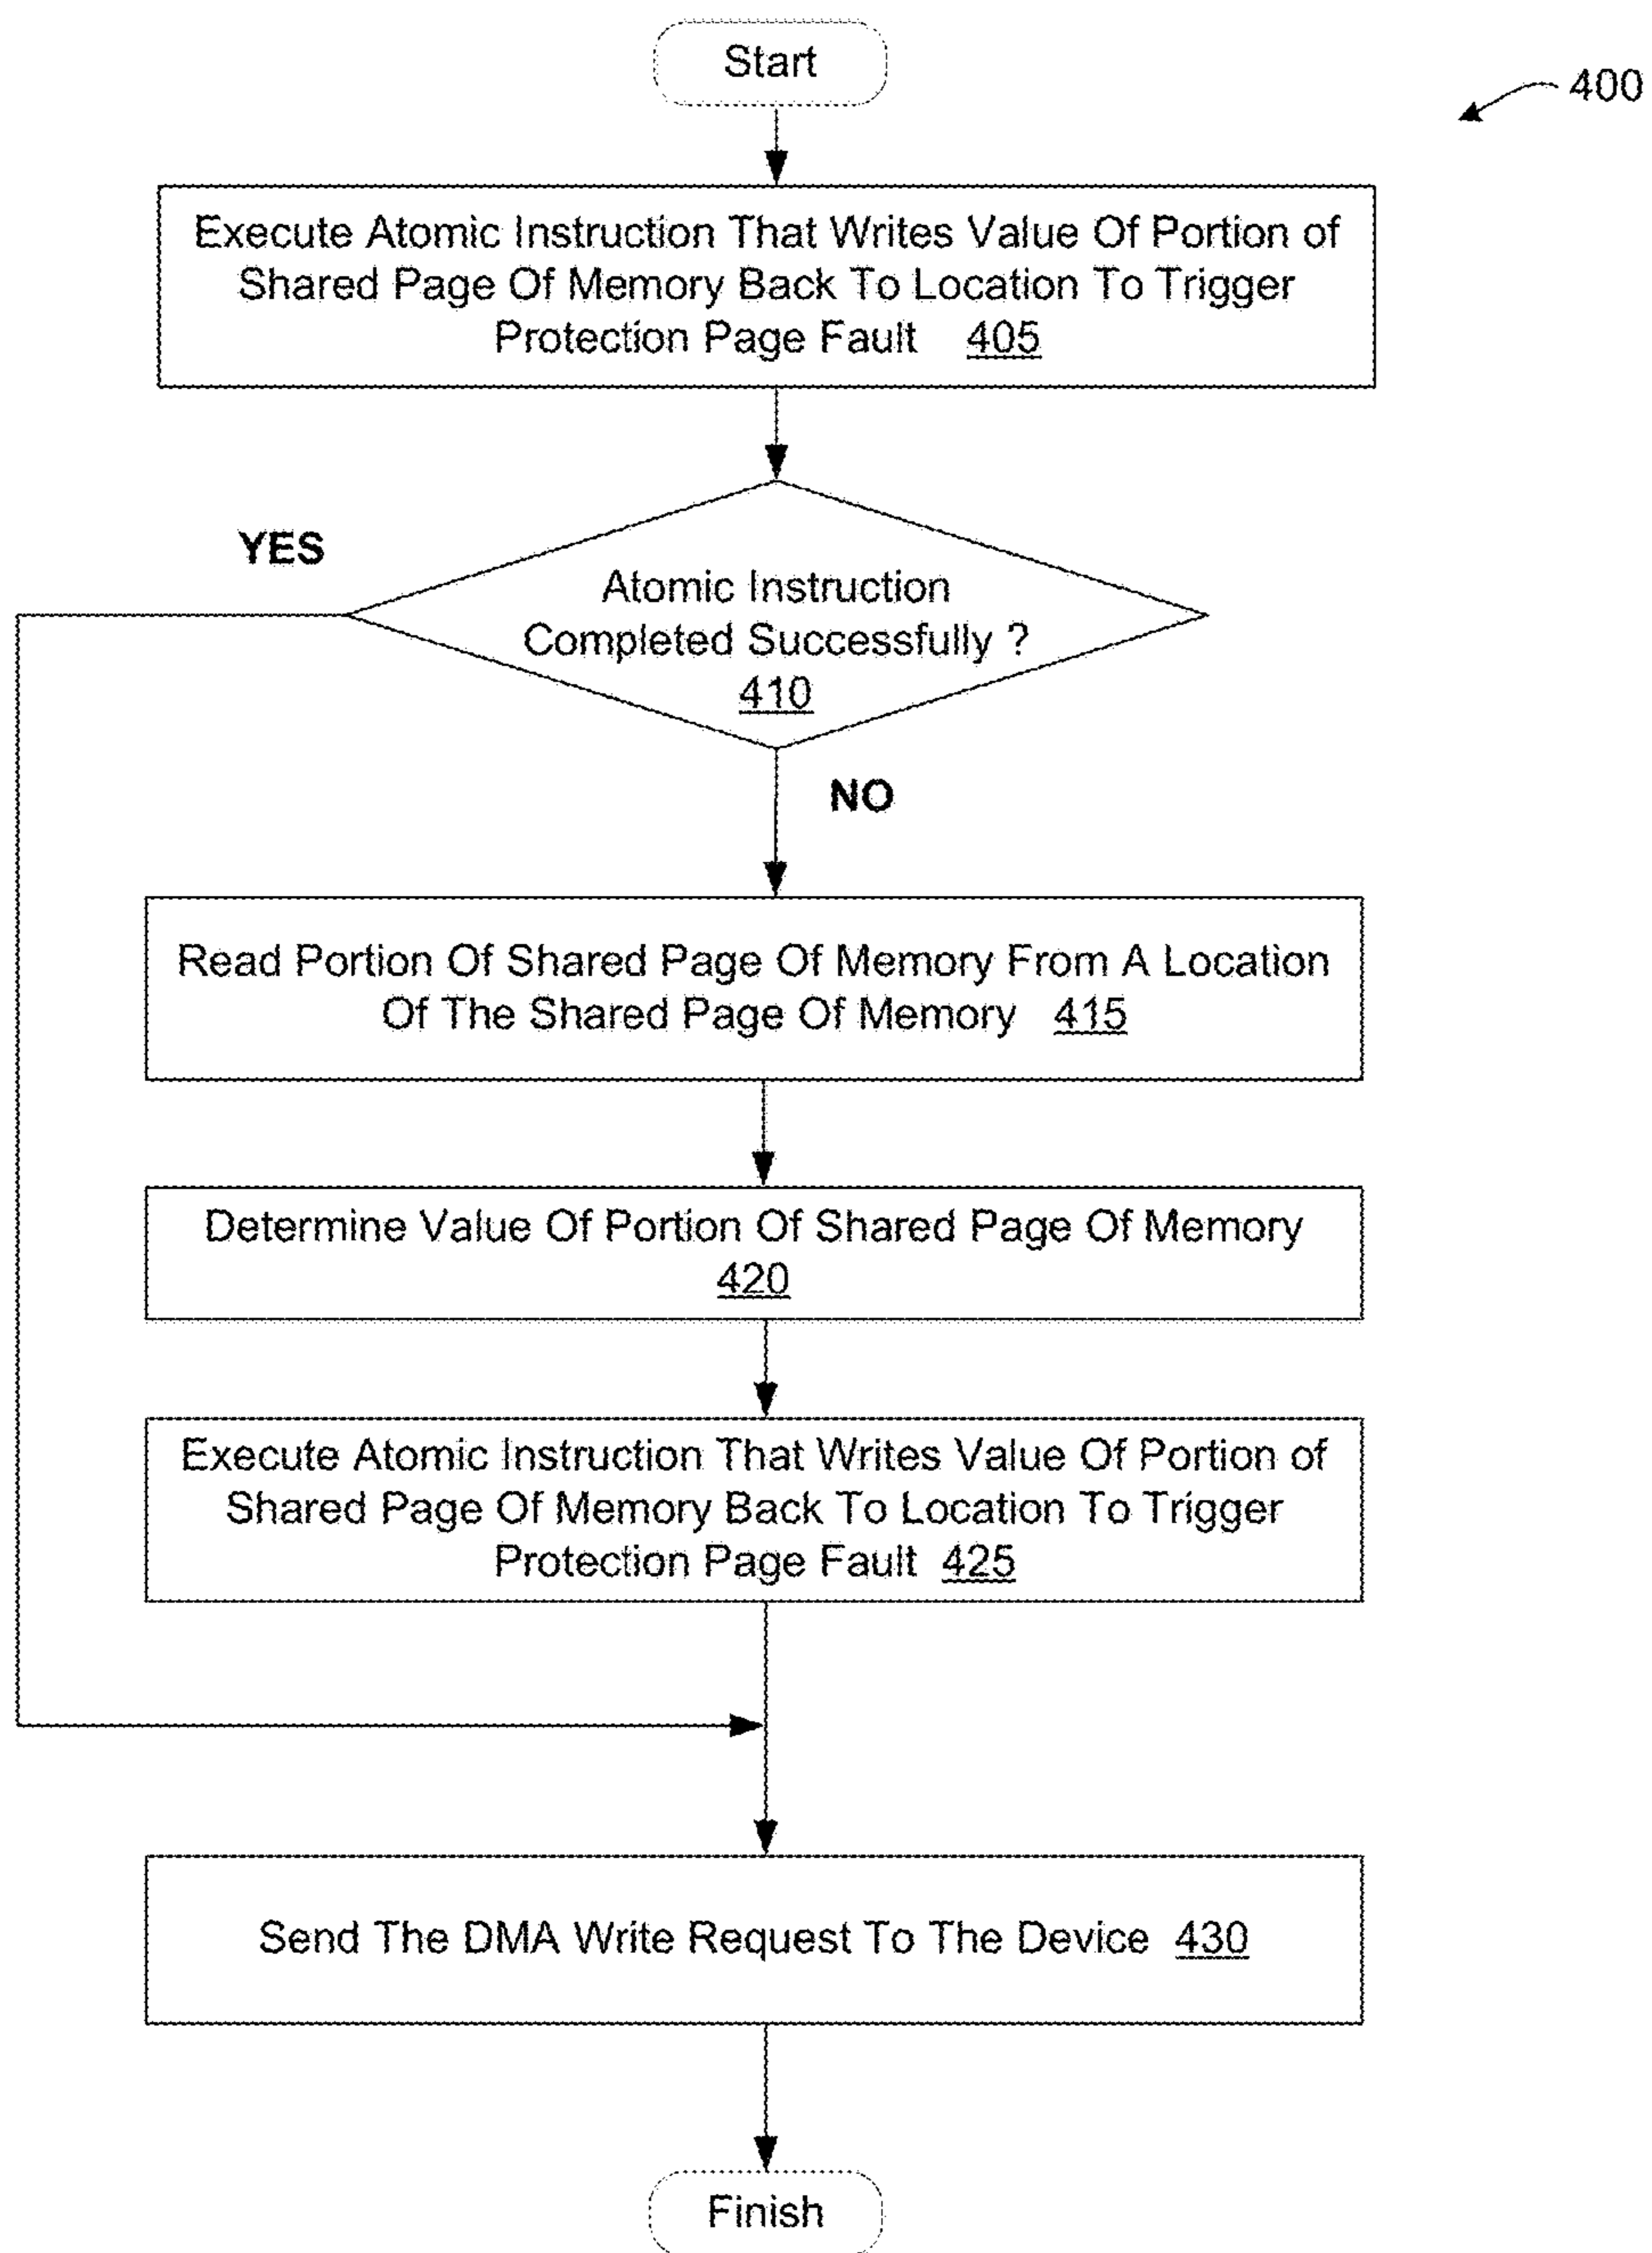 Start
400
Execute Atomic Instruction That Writes Value Of Portion of
Shared Page Of Memory Back To Location To Trigger
Protection Page Fault 405
YES
Atomic Instruction
Completed Successfully ?
410
NO
Read Portion Of Shared Page Of Memory From A Location
Of The Shared Page Of Memory 415
Determine Value Of Portion Of Shared Page Of Memory
420
Execute Atomic Instruction That Writes Value Of Portion of
Shared Page Of Memory Back To Location To Trigger
Protection Page Fault 425
Send The DMA Write Request To The Device 430
Finish